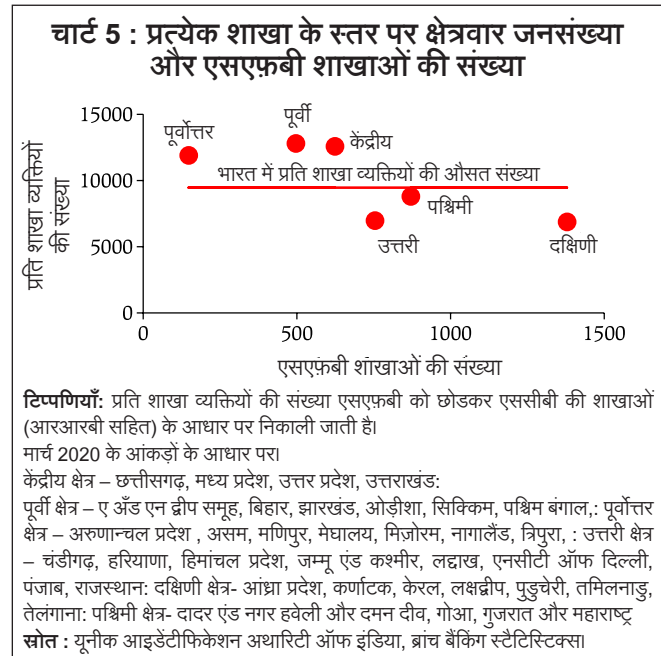 चार्ट 5 : प्रत्येक शाखा के स्तर पर क्षेत्रवार जनसंख्या
और एसएफ़बी शाखाओं की संख्या
प्रति शाखा व्यक्तियों
की संख्या
15000
10000
5000
0
पूर्वोत्तर
पूर्वी
केंद्रीय
भारत में प्रति शाखा व्यक्तियों की औसत संख्या
पश्चिमी
उत्तरी
दक्षिणी
0
500
1000
1500
एसएफ़बी शाखाओं की संख्या
टिप्पणियाँ: प्रति शाखा व्यक्तियों की संख्या एसएफ़बी को छोडकर एससीबी की शाखाओं
(आरआरबी सहित) के आधार पर निकाली जाती है।
मार्च 2020 के आंकड़ों के आधार पर।
केंद्रीय क्षेत्र – छत्तीसगढ़, मध्य प्रदेश, उत्तर प्रदेश, उत्तराखंड:
पूर्वी क्षेत्र – ए अँड एन द्वीप समूह, बिहार, झारखंड, ओड़ीशा, सिक्किम, पश्चिम बंगाल,: पूर्वोत्तर
क्षेत्र – अरुणान्चल प्रदेश , असम, मणिपुर, मेघालय, मिज़ोरम, नागालैंड, त्रिपुरा, : उत्तरी क्षेत्र
– चंडीगढ़, हरियाणा, हिमांचल प्रदेश, जम्मू एंड कश्मीर, लद्दाख, एनसीटी ऑफ दिल्ली,
पंजाब, राजस्थान: दक्षिणी क्षेत्र- आंध्रा प्रदेश, कर्णाटक, केरल, लक्षद्वीप, पुडुचेरी, तमिलनाडु,
तेलंगाना: पश्चिमी क्षेत्र- दादर एंड नगर हवेली और दमन दीव, गोआ, गुजरात और महाराष्ट्र
स्रोत : यूनीक आइडेंटीफिकेशन अथारिटी ऑफ इंडिया, ब्रांच बैंकिंग स्टैटिस्टिक्स।